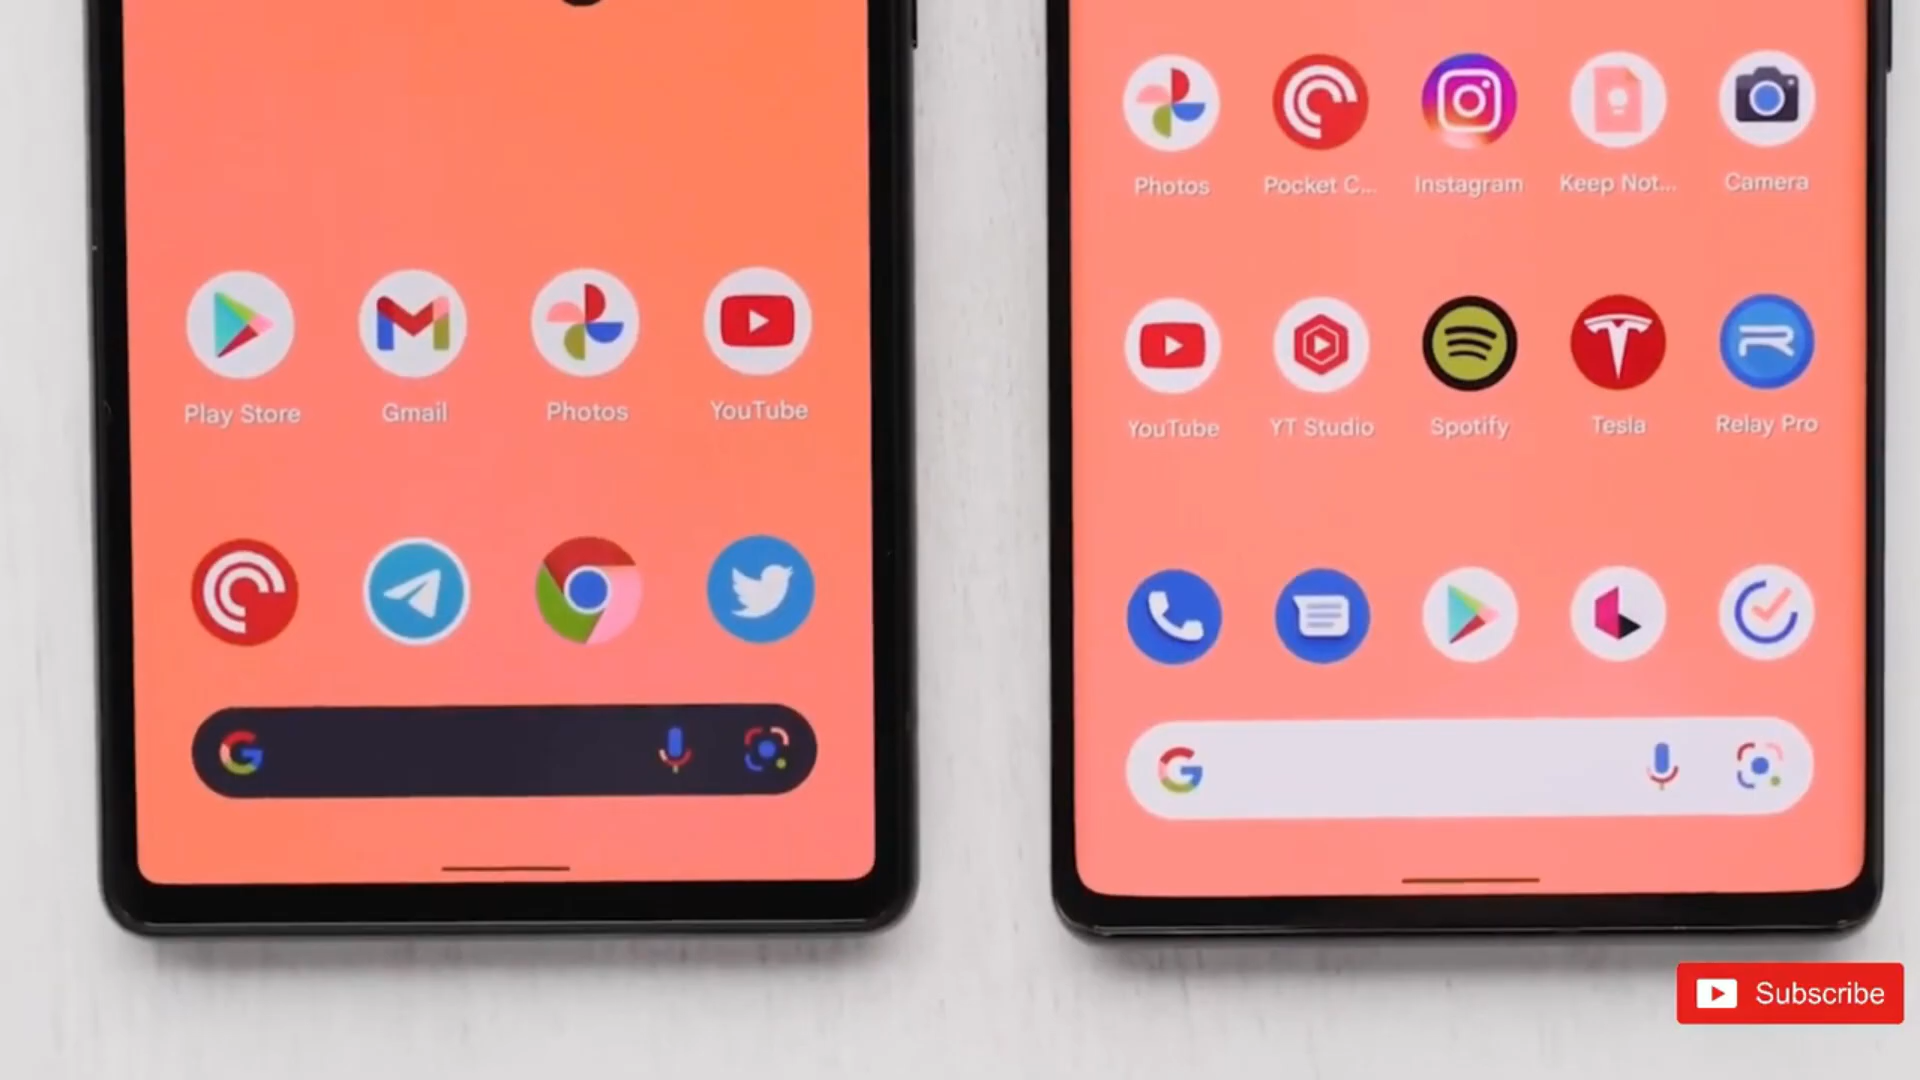 Photos Pocket C... Instagram Keep Not... Camera
Play Store Gmail Photos YouTube
YouTube YT Studio Spotify Tesla Relay Pro
G
G
Subscribe